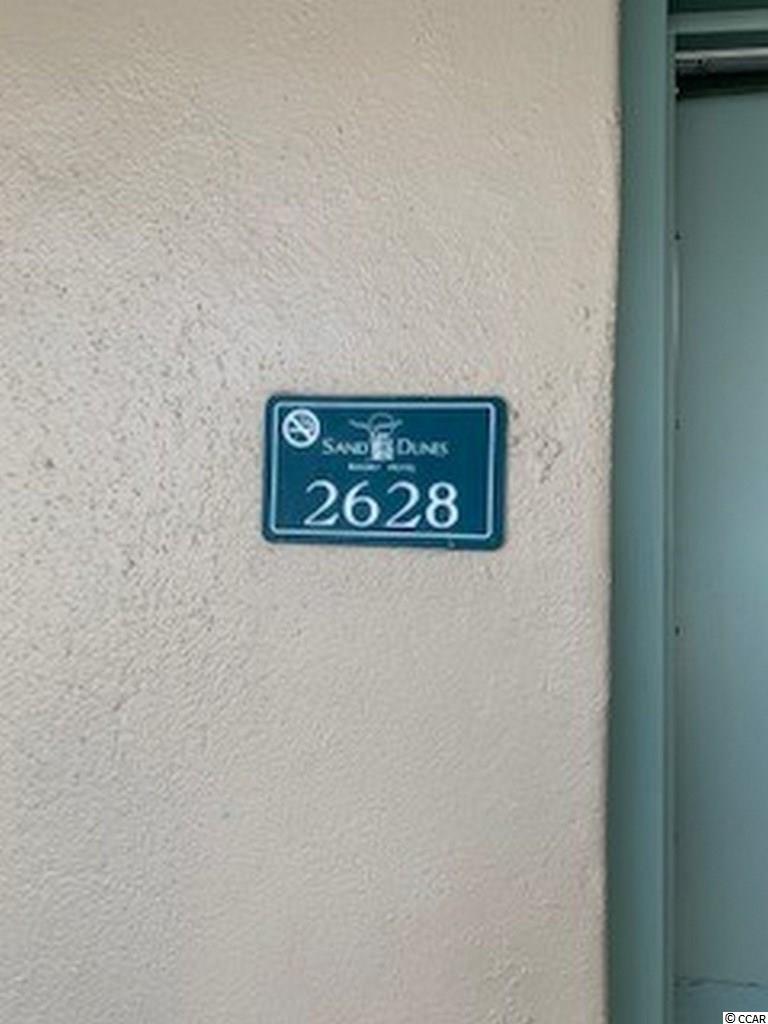 SAND DUNES
RESORT HOTEL
2628
© CCAR